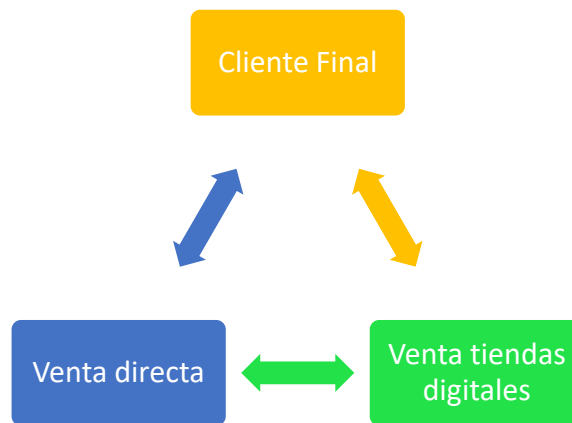 Cliente Final
Venta directa
Venta tiendas
digitales